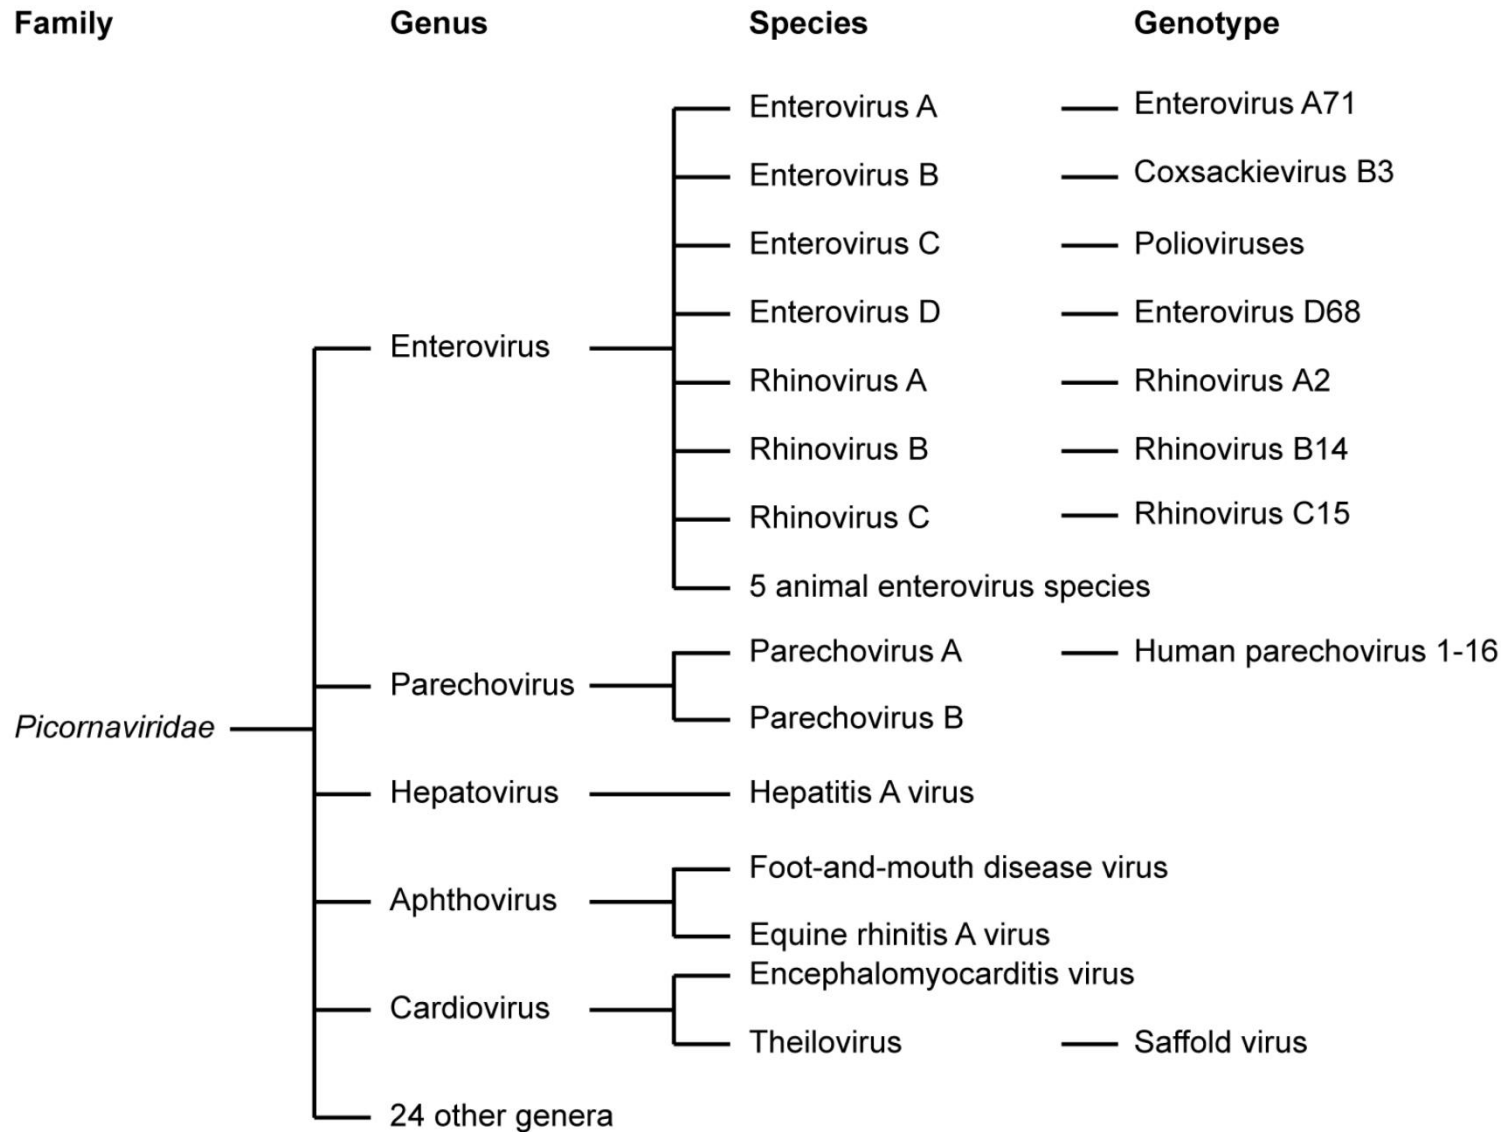 Family Genus Species Genotype
Enterovirus A Enterovirus A71
Enterovirus B Coxsackievirus B3
Enterovirus C Polioviruses
Enterovirus D Enterovirus D68
Enterovirus
Rhinovirus A Rhinovirus A2
Rhinovirus B Rhinovirus B14
Rhinovirus C Rhinovirus C15
5 animal enterovirus species
Parechovirus A Human parechovirus 1-16
Parechovirus
Parechovirus B
Picornaviridae
Hepatovirus Hepatitis A virus
Foot-and-mouth disease virus
Aphthovirus
Equine rhinitis A virus
Encephalomyocarditis virus
Cardiovirus
Theilovirus Saffold virus
24 other genera